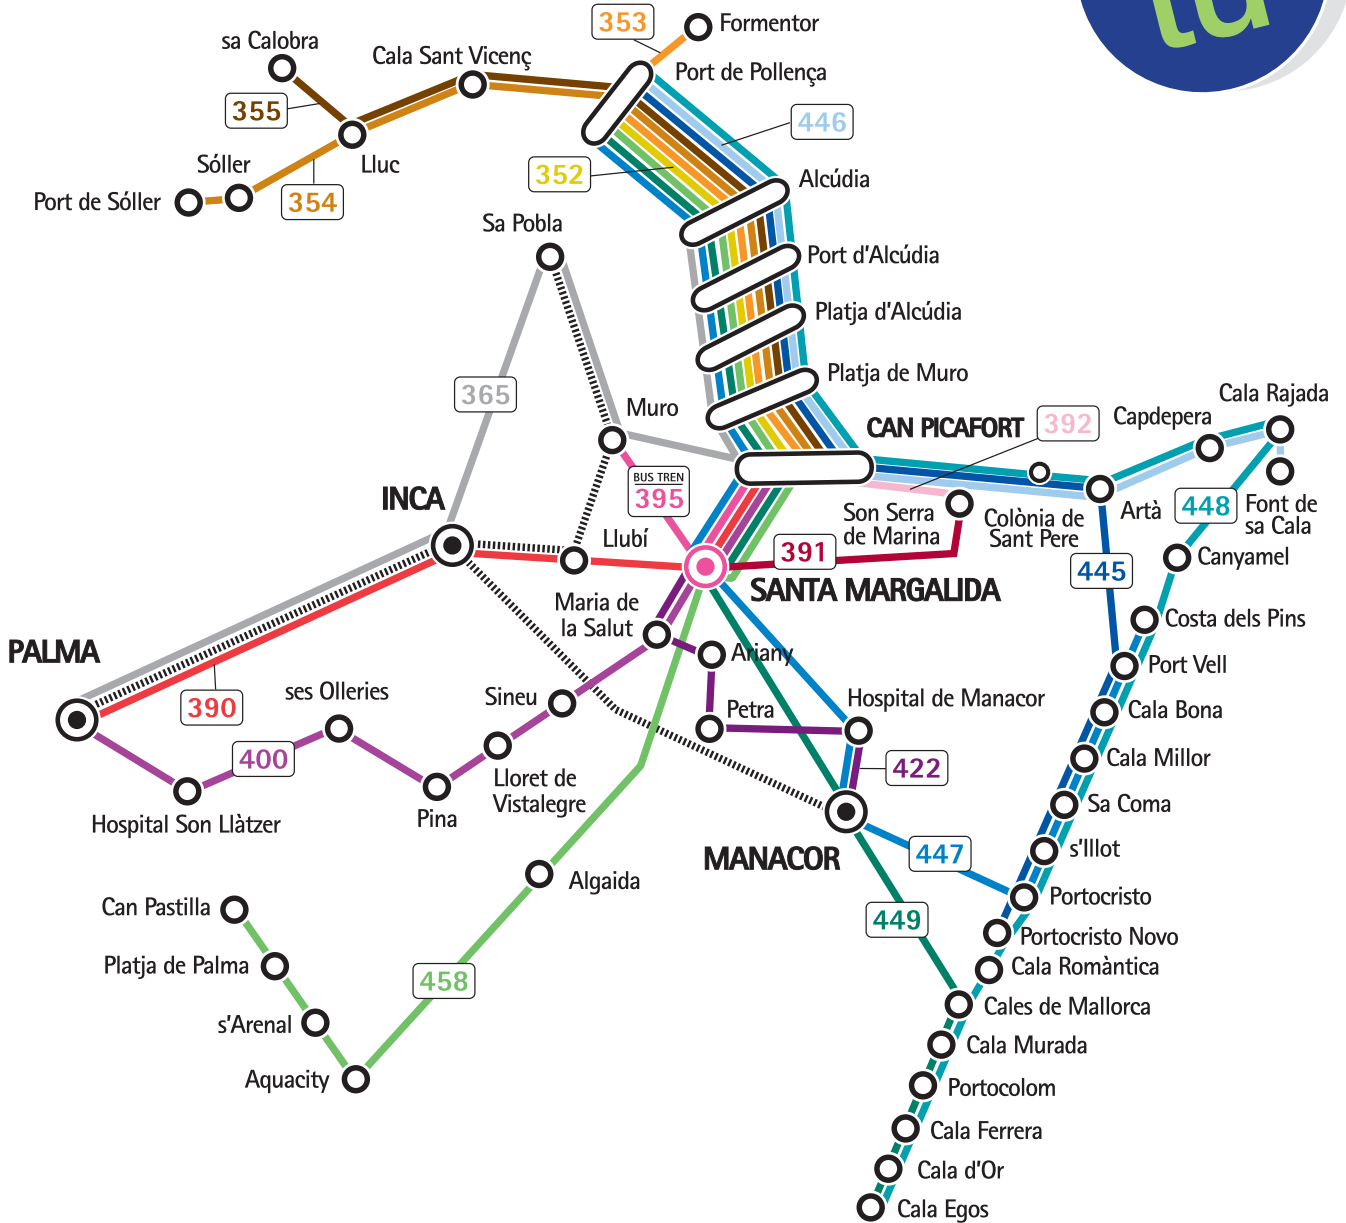 tu
353
Formentor
sa Calobra
Cala Sant Vicenç
Port de Pollença
355
446
Sóller
Lluc
352
Alcúdia
Port de Sóller
354
Sa Pobla
Port d'Alcúdia
Platja d'Alcúdia
365
Platja de Muro
Cala Rajada
Muro
CAN PICAFORT
392
Capdepera
INCA
BUS TREN
395
Son Serra
de Marina
Colònia de
Sant Pere
Artà
448
Font de
sa Cala
Llubí
391
445
Canyamel
SANTA MARGALIDA
Maria de
la Salut
Costa dels Pins
PALMA
Ariany
Port Vell
390
ses Olleries
Sineu
Petra
Hospital de Manacor
Cala Bona
400
Cala Millor
422
Lloret de
Vistalegre
Sa Coma
Hospital Son Llàtzer
Pina
MANACOR
447
s'Illot
Algaida
Portocristo
Can Pastilla
449
Portocristo Novo
Platja de Palma
458
Cala Romàntica
Cales de Mallorca
s'Arenal
Cala Murada
Aquacity
Portocolom
Cala Ferrera
Cala d'Or
Cala Egos